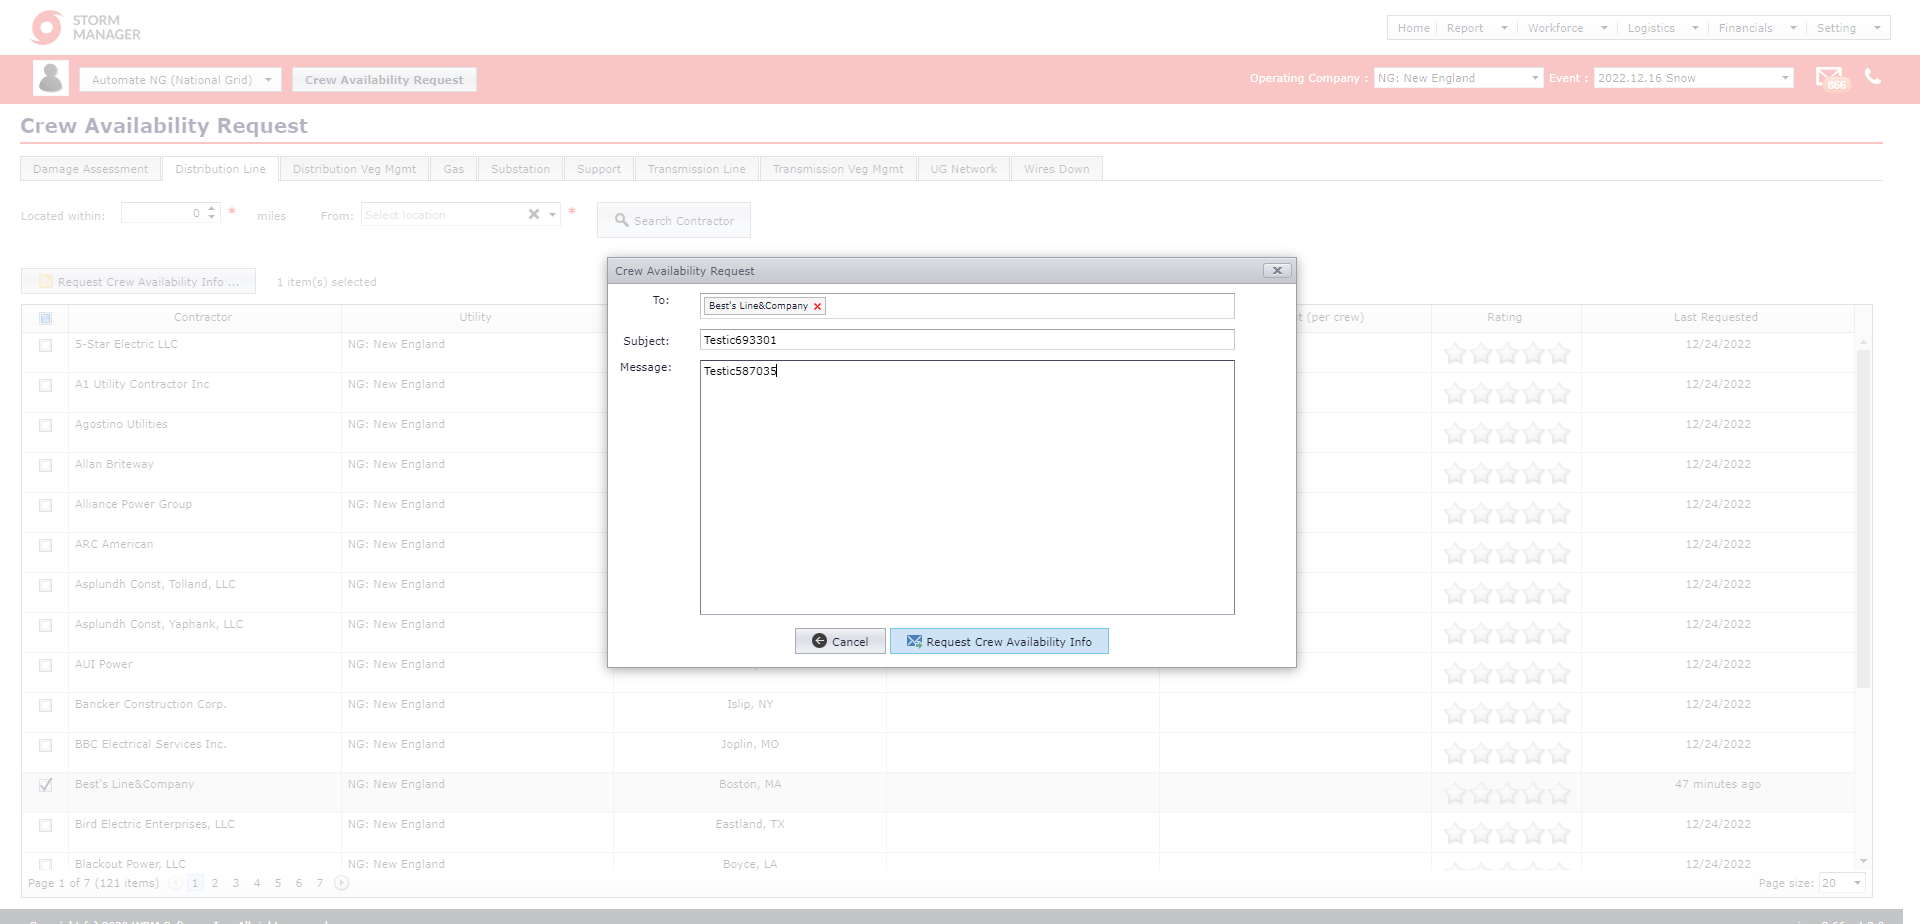 STORM
MANAGER
Home Report Workforce Logistics Financials Setting
Automate NG (National Grid) Crew Availability Request Operating Company : NG: New England Event : 2022.12.16 Snow 866
Crew Availability Request
Damage Assessment Distribution Line Distribution Veg Mgmt Gas Substation Support Transmission Line Transmission Veg Mgmt UG Network Wires Down
Located within: 0 * miles From: Select location * Search Contractor
Request Crew Availability Info ... 1 item(s) selected
Crew Availability Request
To: Best's Line&Company
Subject: Testic693301
Message: Testic587035
Cancel Request Crew Availability Info
Contractor Utility (per crew) Rating Last Requested
5-Star Electric LLC NG: New England 12/24/2022
A1 Utility Contractor Inc NG: New England 12/24/2022
Agostino Utilities NG: New England 12/24/2022
Allan Briteway NG: New England 12/24/2022
Alliance Power Group NG: New England 12/24/2022
ARC American NG: New England 12/24/2022
Asplundh Const, Tolland, LLC NG: New England 12/24/2022
Asplundh Const, Yaphank, LLC NG: New England 12/24/2022
AUI Power NG: New England 12/24/2022
Bancker Construction Corp. NG: New England Islip, NY 12/24/2022
BBC Electrical Services Inc. NG: New England Joplin, MO 12/24/2022
Best's Line&Company NG: New England Boston, MA 47 minutes ago
Bird Electric Enterprises, LLC NG: New England Eastland, TX 12/24/2022
Blackout Power, LLC NG: New England Boyce, LA 12/24/2022
Page 1 of 7 (121 items) 1 2 3 4 5 6 7 Page size: 20